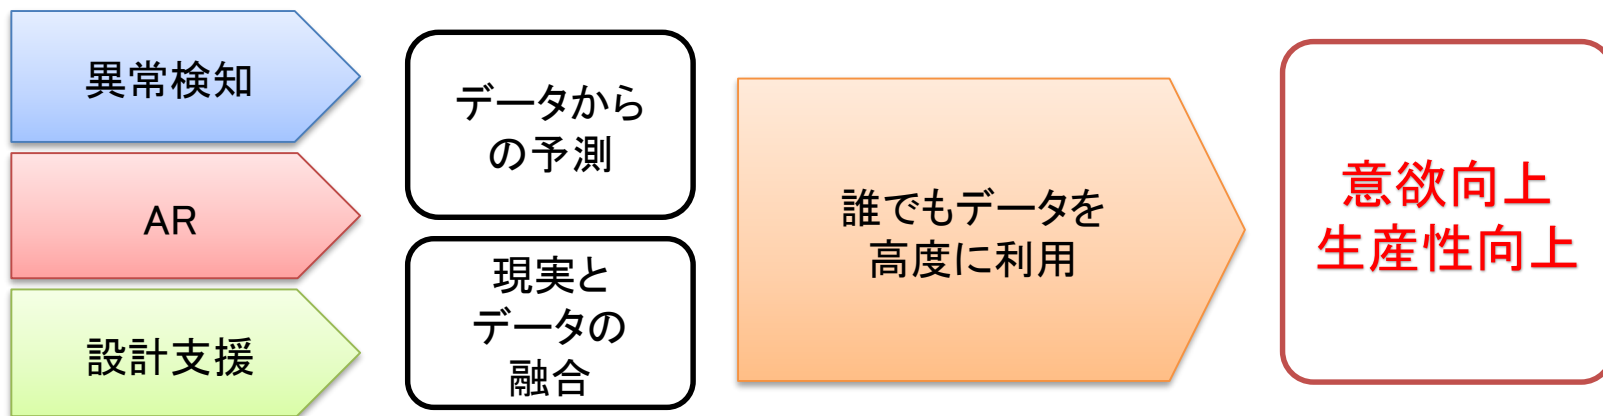 異常検知
AR
設計支援
データから
の予測
現実と
データの
融合
誰でもデータを
高度に利用
意欲向上
生産性向上